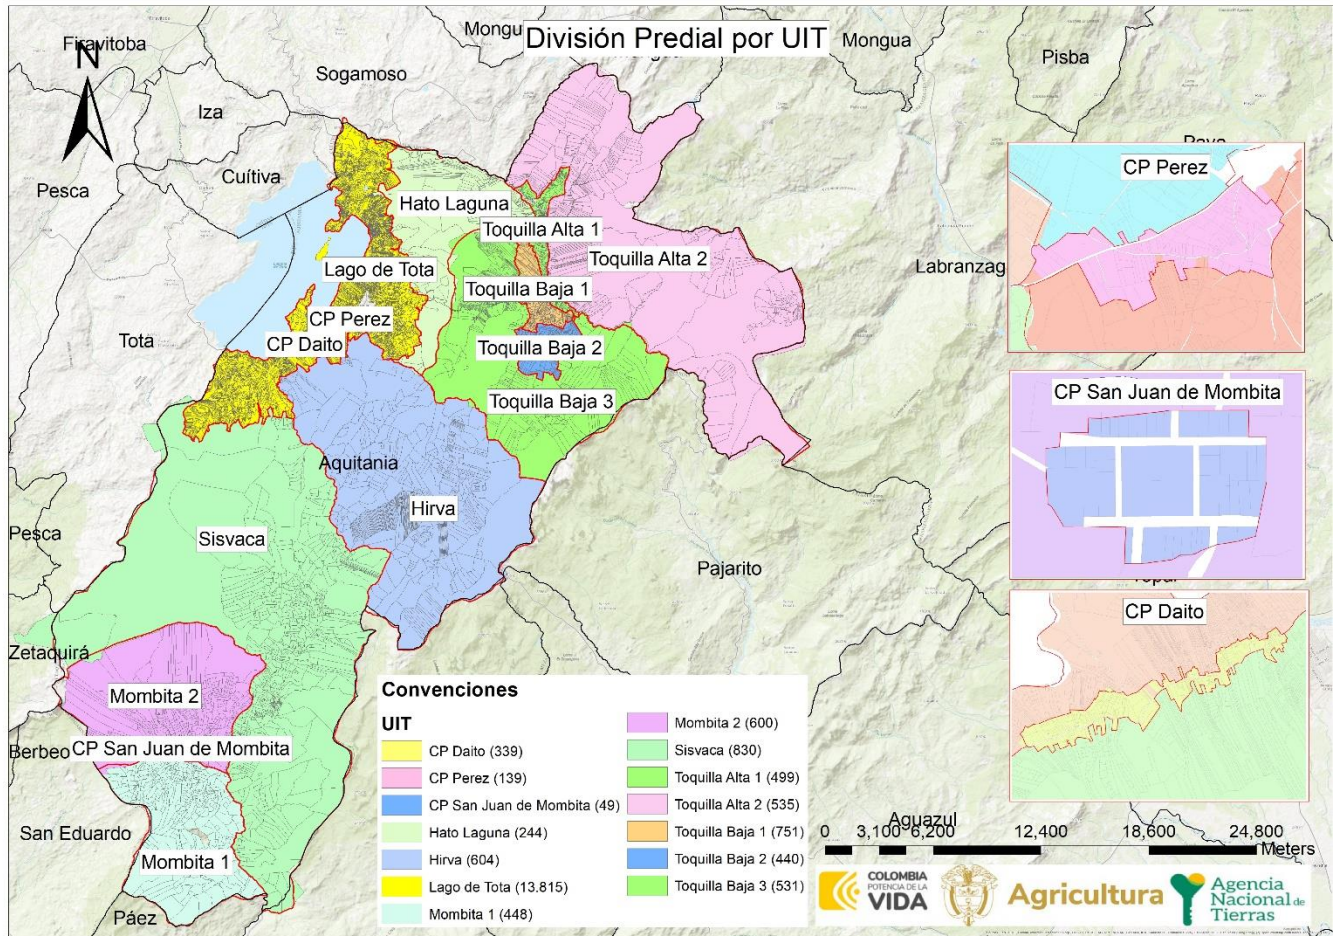 División Predial por UIT
Firavitoba
N
Mongu
Mongua
Pisba
Sogamoso
Iza
Pesca
Cuítiva
Hato Laguna
Toquilla Alta 1
Toquilla Alta 2
Labranzag
Lago de Tota
Toquilla Baja 1
CP Perez
Tota
CP Daito
Toquilla Baja 2
Toquilla Baja 3
Aquitania
Hirva
Pesca
Sisvaca
Pajarito
Zetaquirá
Mombita 2
Berbeo
CP San Juan de Mombita
San Eduardo
Mombita 1
Páez
CP Perez
CP San Juan de Mombita
CP Daito
Convenciones
UIT
CP Daito (339)
CP Perez (139)
CP San Juan de Mombita (49)
Hato Laguna (244)
Hirva (604)
Lago de Tota (13.815)
Mombita 1 (448)
Mombita 2 (600)
Sisvaca (830)
Toquilla Alta 1 (499)
Toquilla Alta 2 (535)
Toquilla Baja 1 (751)
Toquilla Baja 2 (440)
Toquilla Baja 3 (531)
Aguazul
0 3,100 6,200 12,400 18,600 24,800
Meters
COLOMBIA
POTENCIA DE LA
VIDA
Agricultura
Agencia
Nacional de
Tierras